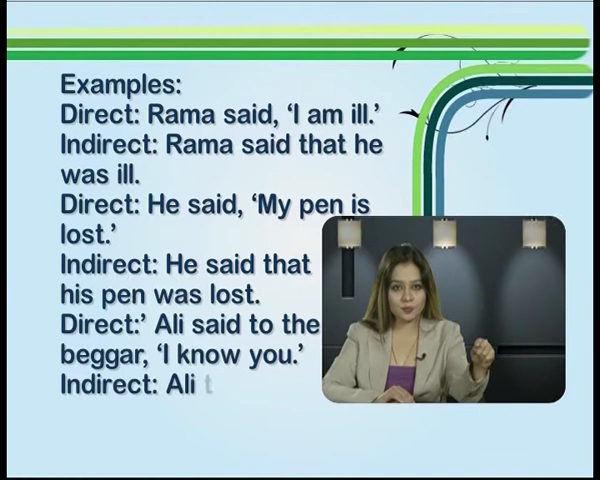 Examples:
Direct: Rama said, ‘I am ill.’
Indirect: Rama said that he
was ill.
Direct: He said, ‘My pen is
lost.’
Indirect: He said that
his pen was lost.
Direct:’ Ali said to the
beggar, ‘I know you.’
Indirect: Ali t